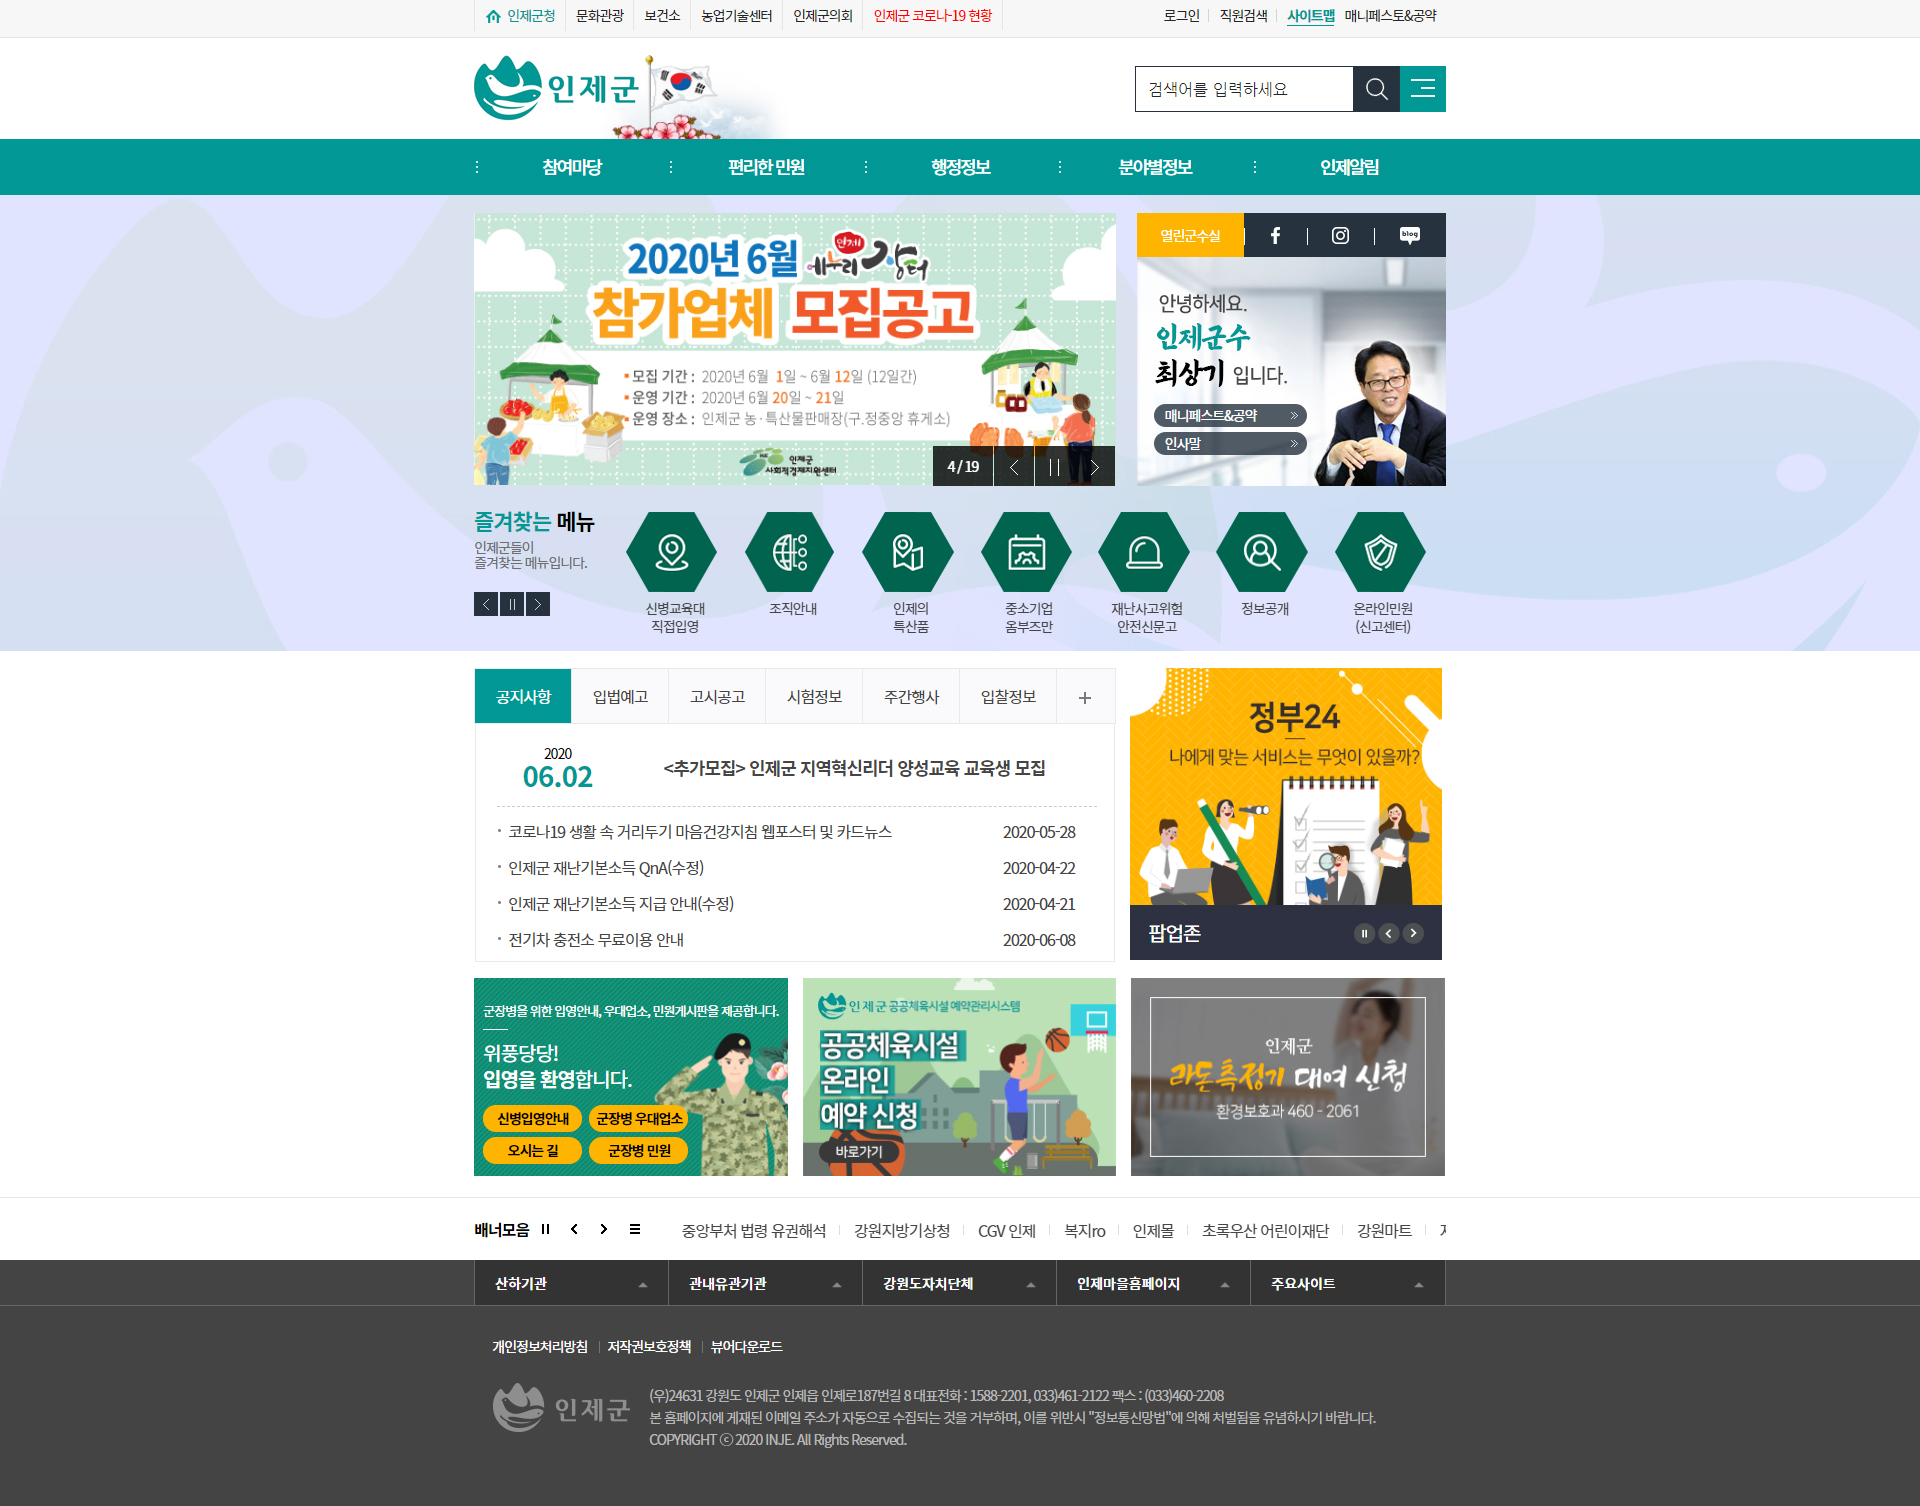 인제군청 문화관광 보건소 농업기술센터 인제군의회 인제군 코로나-19 현황 로그인 직원검색 사이트맵 매니페스토&공약
인제군
검색어를 입력하세요
참여마당 편리한 민원 행정정보 분야별정보 인제알림
2020년 6월 인제 에누리 장터
참가업체 모집공고
모집 기간 : 2020년 6월 1일 ~ 6월 12일 (12일간)
운영 기간 : 2020년 6월 20일 ~ 21일
운영 장소 : 인제군 농·특산물판매장(구.정중앙 휴게소)
인제군
사회적경제지원센터
4 / 19
열린군수실
blog
안녕하세요.
인제군수
최상기 입니다.
매니페스트&공약
인사말
즐겨찾는 메뉴
인제군들이
즐겨찾는 메뉴입니다.
신병교육대
직접입영
조직안내
인제의
특산품
중소기업
옴부즈만
재난사고위험
안전신문고
정보공개
온라인민원
(신고센터)
공지사항 입법예고 고시공고 시험정보 주간행사 입찰정보
2020
06.02
<추가모집> 인제군 지역혁신리더 양성교육 교육생 모집
코로나19 생활 속 거리두기 마음건강지침 웹포스터 및 카드뉴스 2020-05-28
인제군 재난기본소득 QnA(수정) 2020-04-22
인제군 재난기본소득 지급 안내(수정) 2020-04-21
전기차 충전소 무료이용 안내 2020-06-08
정부24
나에게 맞는 서비스는 무엇이 있을까?
팝업존
군장병을 위한 입영안내, 우대업소, 민원게시판을 제공합니다.
위풍당당!
입영을 환영합니다.
신병입영안내 군장병 우대업소
오시는 길 군장병 민원
인제군 공공체육시설 예약관리시스템
공공체육시설
온라인
예약 신청
바로가기
인제군
라돈측정기 대여 신청
환경보호과 460 - 2061
배너모음 중앙부처 법령 유권해석 강원지방기상청 CGV 인제 복지ro 인제몰 초록우산 어린이재단 강원마트
산하기관 관내유관기관 강원도자치단체 인제마을홈페이지 주요사이트
개인정보처리방침 저작권보호정책 뷰어다운로드
인제군
(우)24631 강원도 인제군 인제읍 인제로187번길 8 대표전화 : 1588-2201, 033)461-2122 팩스 : (033)460-2208
본 홈페이지에 게재된 이메일 주소가 자동으로 수집되는 것을 거부하며, 이를 위반시 "정보통신망법"에 의해 처벌됨을 유념하시기 바랍니다.
COPYRIGHT ⓒ 2020 INJE. All Rights Reserved.